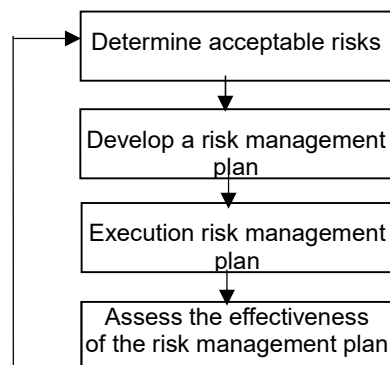 Determine acceptable risks
Develop a risk management
plan
Execution risk management
plan
Assess the effectiveness
of the risk management plan